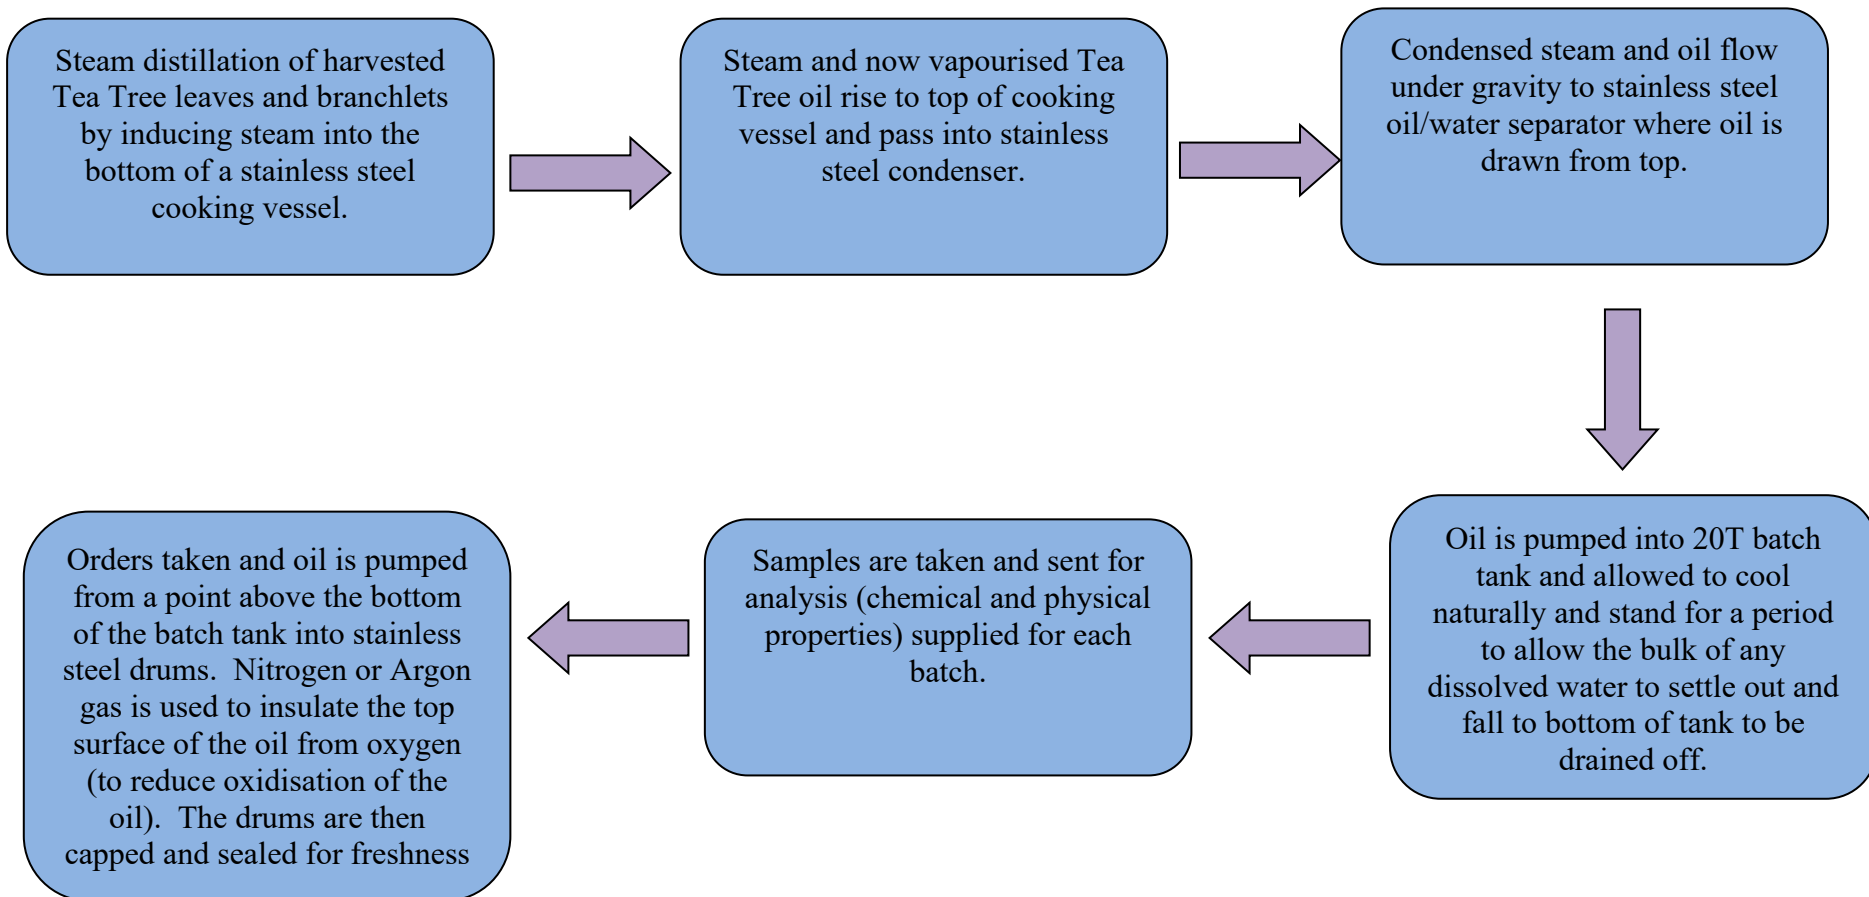 Steam distillation of harvested
Tea Tree leaves and branchlets
by inducing steam into the
bottom of a stainless steel
cooking vessel.
Steam and now vapourised Tea
Tree oil rise to top of cooking
vessel and pass into stainless
steel condenser.
Condensed steam and oil flow
under gravity to stainless steel
oil/water separator where oil is
drawn from top.
Oil is pumped into 20T batch
tank and allowed to cool
naturally and stand for a period
to allow the bulk of any
dissolved water to settle out and
fall to bottom of tank to be
drained off.
Samples are taken and sent for
analysis (chemical and physical
properties) supplied for each
batch.
Orders taken and oil is pumped
from a point above the bottom
of the batch tank into stainless
steel drums.  Nitrogen or Argon
gas is used to insulate the top
surface of the oil from oxygen
(to reduce oxidisation of the
oil).  The drums are then
capped and sealed for freshness